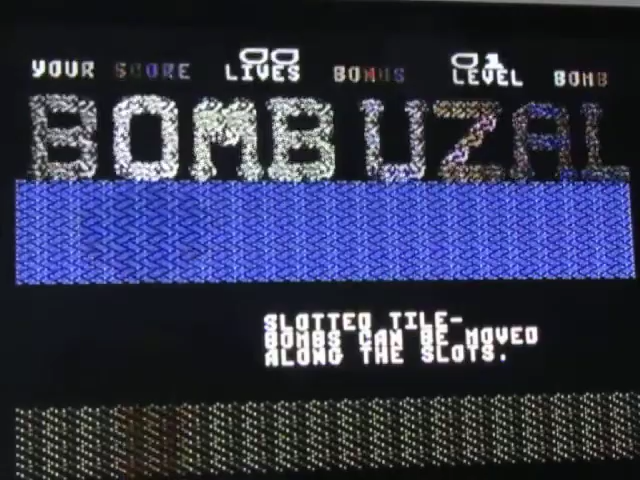 00 01
YOUR SCORE LIVES BONUS LEVEL BOMB
BOMBUZAL
SLOTTED TILE-
BOMBS CAN BE MOVED
ALONG THE SLOTS.